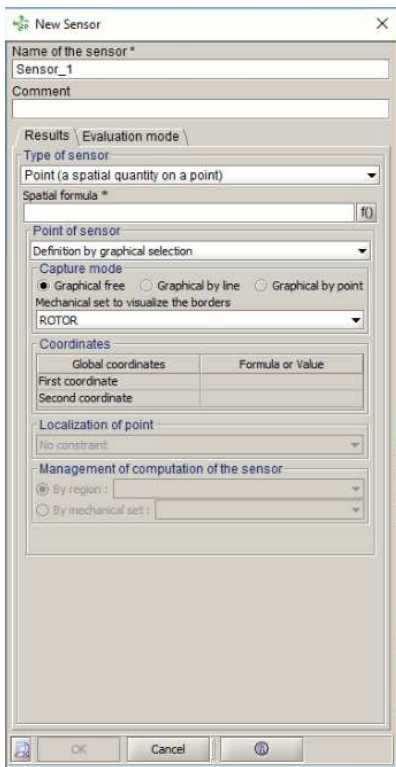 New Sensor
Name of the sensor *
Sensor_1
Comment
Results Evaluation mode
Type of sensor
Point (a spatial quantity on a point)
Spatial formula *
f()
Point of sensor
Definition by graphical selection
Capture mode
Graphical free Graphical by line Graphical by point
Mechanical set to visualize the borders
ROTOR
Coordinates
Global coordinates Formula or Value
First coordinate
Second coordinate
Localization of point
No constraint
Management of computation of the sensor
By region :
By mechanical set :
OK Cancel